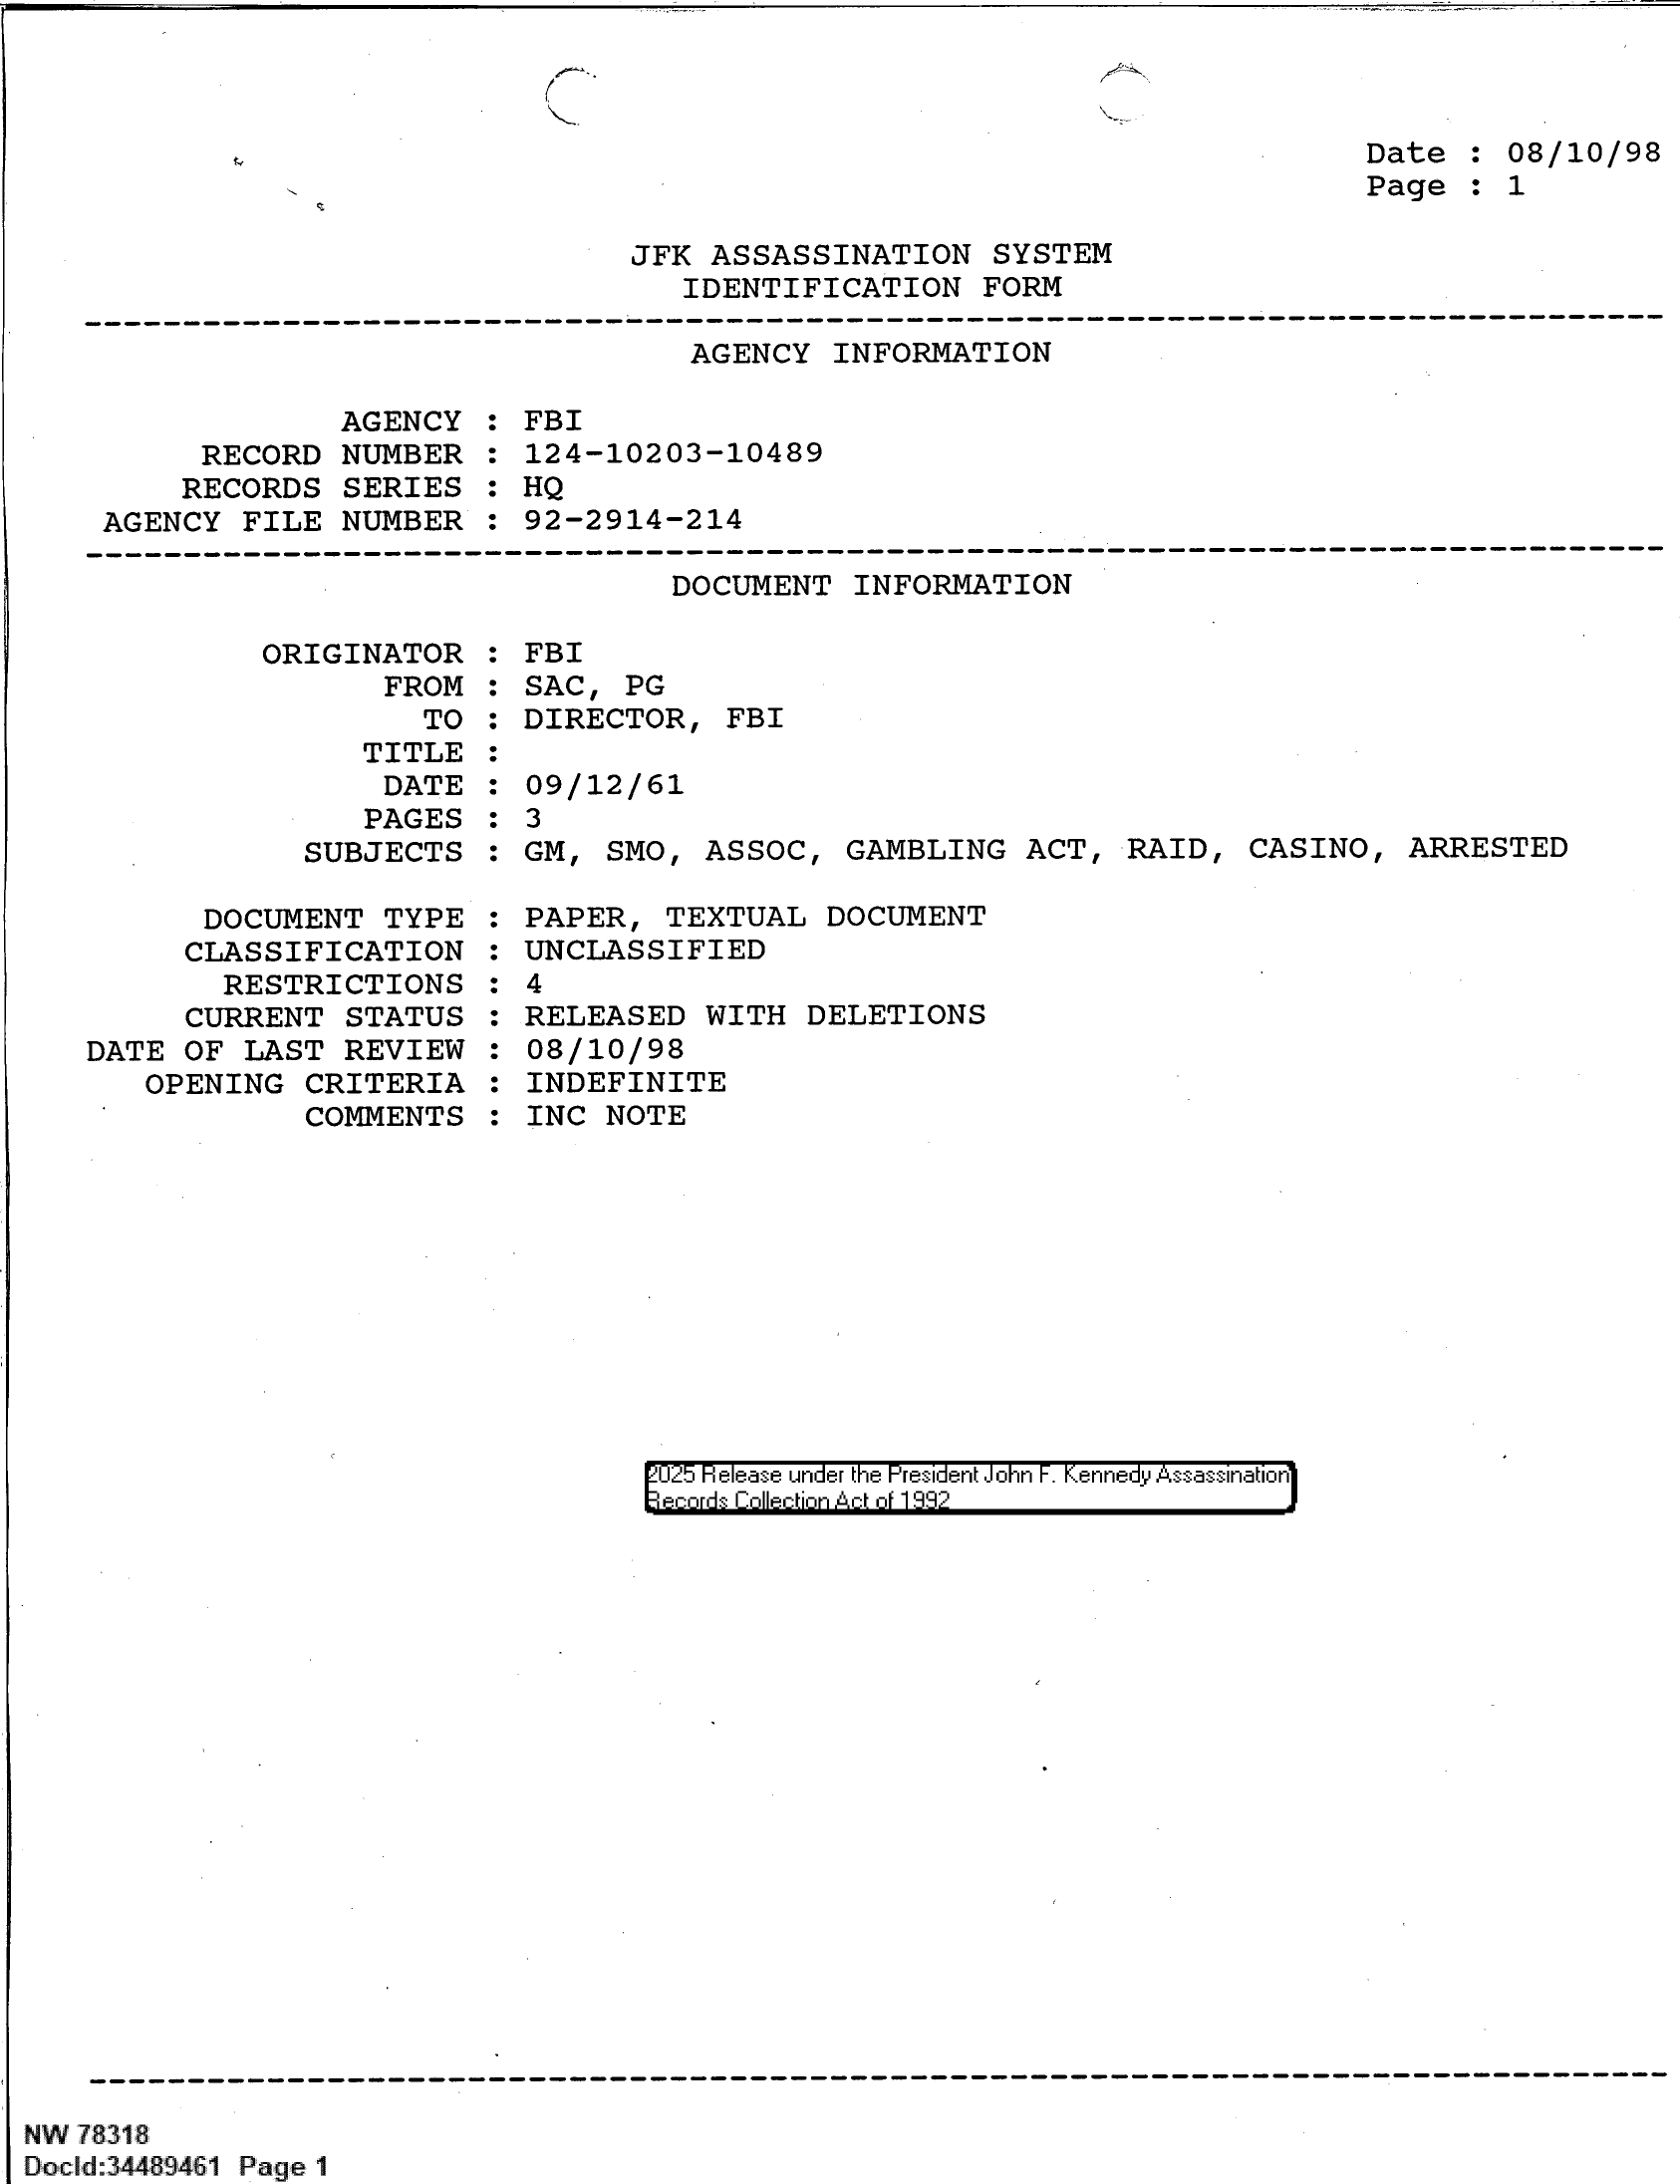 Date : 08/10/98
Page : 1
JFK ASSASSINATION SYSTEM
IDENTIFICATION FORM
--------------------------------------------------------------------------------
AGENCY INFORMATION
AGENCY : FBI
RECORD NUMBER : 124-10203-10489
RECORDS SERIES : HQ
AGENCY FILE NUMBER : 92-2914-214
--------------------------------------------------------------------------------
DOCUMENT INFORMATION
ORIGINATOR : FBI
FROM : SAC, PG
TO : DIRECTOR, FBI
TITLE :
DATE : 09/12/61
PAGES : 3
SUBJECTS : GM, SMO, ASSOC, GAMBLING ACT, RAID, CASINO, ARRESTED
DOCUMENT TYPE : PAPER, TEXTUAL DOCUMENT
CLASSIFICATION : UNCLASSIFIED
RESTRICTIONS : 4
CURRENT STATUS : RELEASED WITH DELETIONS
DATE OF LAST REVIEW : 08/10/98
OPENING CRITERIA : INDEFINITE
COMMENTS : INC NOTE
2025 Release under the President John F. Kennedy Assassination
Records Collection Act of 1992
--------------------------------------------------------------------------------
NW 78318
DocId:34489461 Page 1